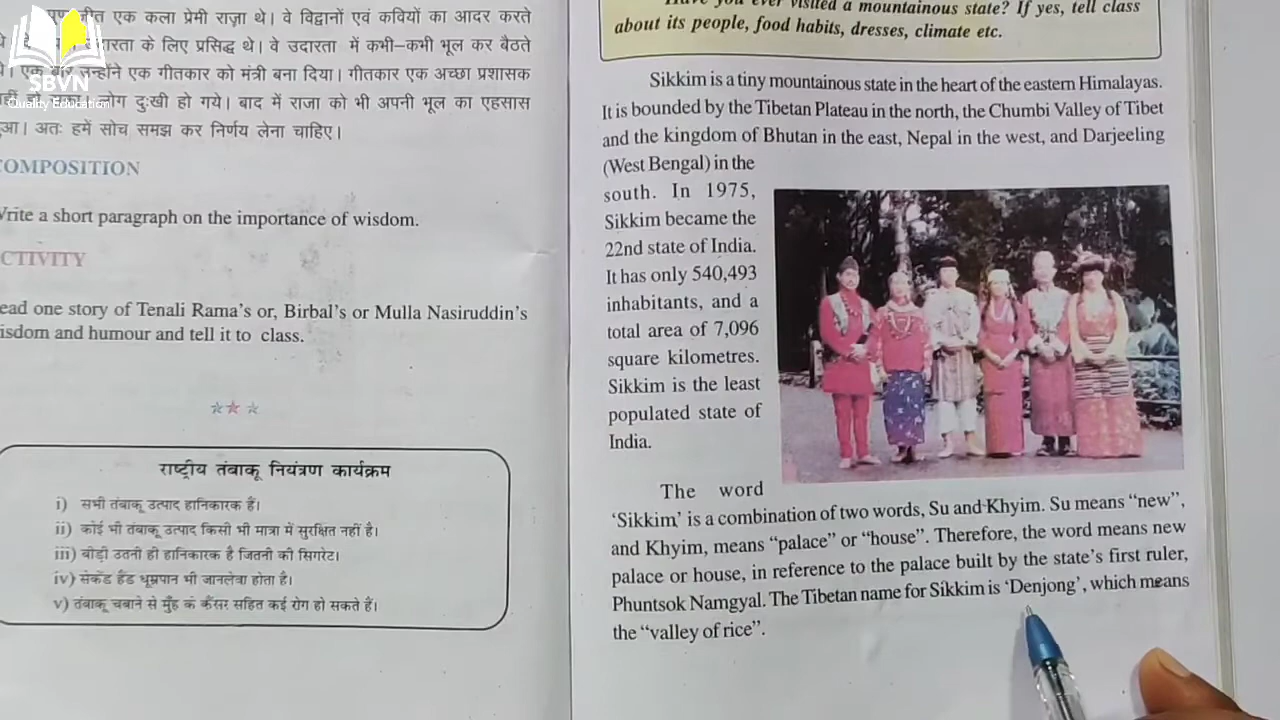 एक कला प्रेमी राजा थे। वे विद्वानों एवं कवियों का आदर करते
के लिए प्रसिद्ध थे। वे उदारता में कभी–कभी भूल कर बैठते
उन्होंने एक गीतकार को मंत्री बना दिया। गीतकार एक अच्छा प्रशासक
लोग दुःखी हो गये। बाद में राजा को भी अपनी भूल का एहसास
हुआ। अतः हमें सोच समझ कर निर्णय लेना चाहिए।
SBVN
Quality Education
COMPOSITION
Write a short paragraph on the importance of wisdom.
ACTIVITY
Read one story of Tenali Rama's or, Birbal's or Mulla Nasiruddin's
wisdom and humour and tell it to class.
राष्ट्रीय तंबाकू नियंत्रण कार्यक्रम
i) सभी तंबाकू उत्पाद हानिकारक हैं।
ii) कोई भी तंबाकू उत्पाद किसी भी मात्रा में सुरक्षित नहीं है।
iii) बीड़ी उतनी ही हानिकारक है जितनी की सिगरेट।
iv) सेकेंड हैंड धूम्रपान भी जानलेवा होता है।
v) तंबाकू चबाने से मुँह के कैंसर सहित कई रोग हो सकते हैं।
Have you ever visited a mountainous state? If yes, tell class
about its people, food habits, dresses, climate etc.
Sikkim is a tiny mountainous state in the heart of the eastern Himalayas.
It is bounded by the Tibetan Plateau in the north, the Chumbi Valley of Tibet
and the kingdom of Bhutan in the east, Nepal in the west, and Darjeeling
(West Bengal) in the
south. In 1975,
Sikkim became the
22nd state of India.
It has only 540,493
inhabitants, and a
total area of 7,096
square kilometres.
Sikkim is the least
populated state of
India.
The word
'Sikkim' is a combination of two words, Su and Khyim. Su means "new",
and Khyim, means "palace" or "house". Therefore, the word means new
palace or house, in reference to the palace built by the state's first ruler,
Phuntsok Namgyal. The Tibetan name for Sikkim is 'Denjong', which means
the "valley of rice".